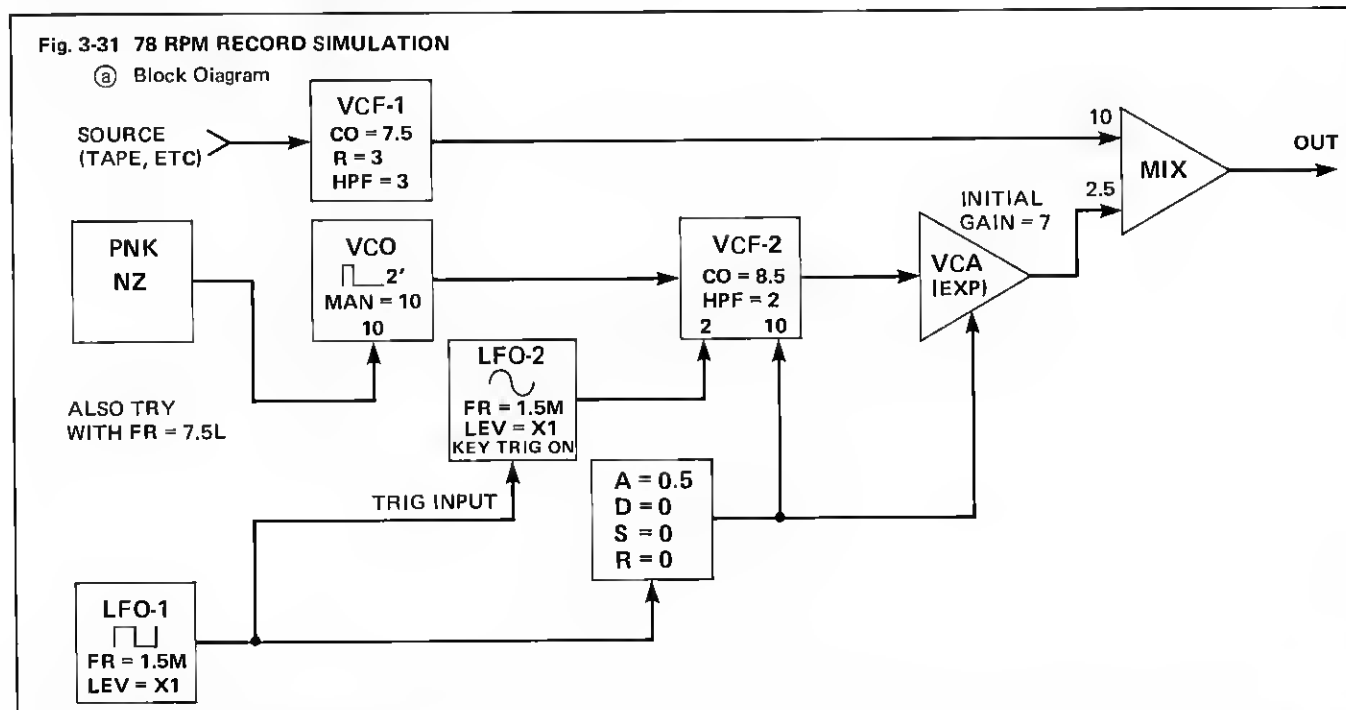 Fig. 3-31 78 RPM RECORD SIMULATION
ⓐ Block Oiagram
SOURCE
(TAPE, ETC)
VCF-1
CO = 7.5
R = 3
HPF = 3
10
MIX
2.5
OUT
PNK
NZ
VCO
2'
MAN = 10
10
VCF-2
CO = 8.5
HPF = 2
2 10
INITIAL
GAIN = 7
VCA
(EXP)
ALSO TRY
WITH FR = 7.5L
LFO-2
FR = 1.5M
LEV = X1
KEY TRIG ON
TRIG INPUT
A = 0.5
D = 0
S = 0
R = 0
LFO-1
FR = 1.5M
LEV = X1